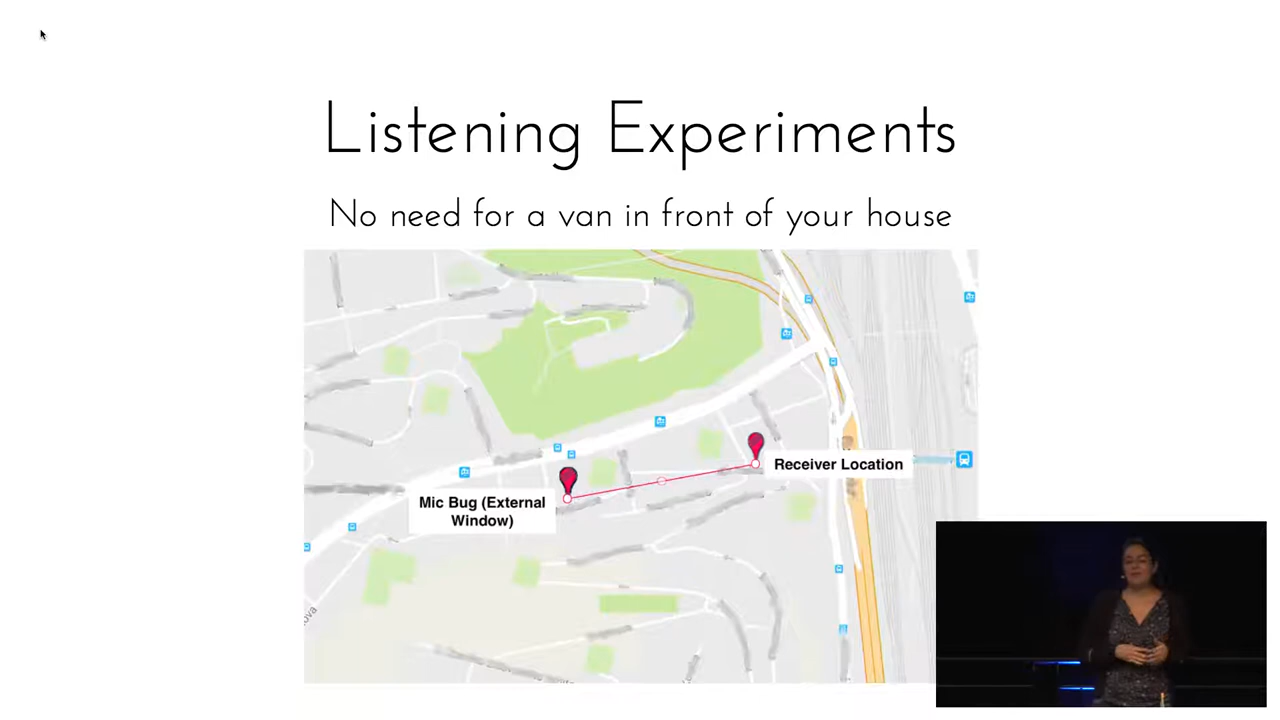 Listening Experiments
No need for a van in front of your house
Receiver Location
Mic Bug (External
Window)